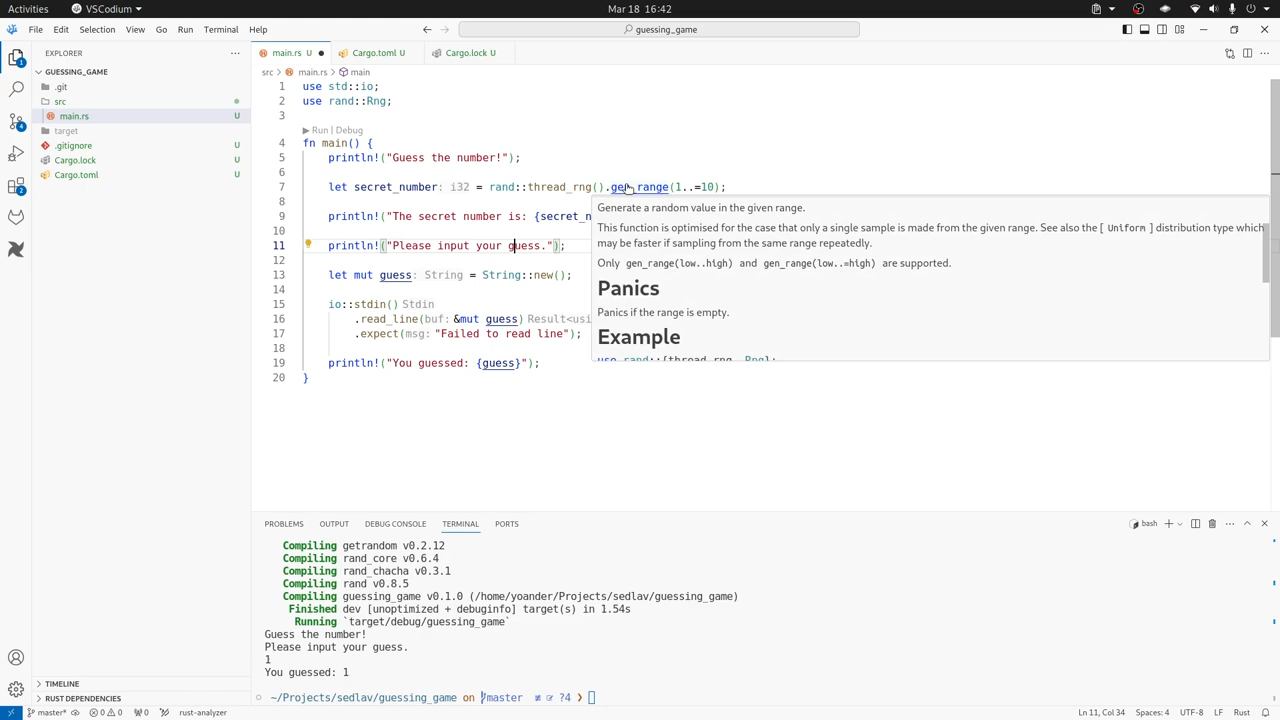 Activities VSCodium Mar 18 16:42
File Edit Selection View Go Run Terminal Help guessing_game
EXPLORER
GUESSING_GAME
.git
src
main.rs U
target
.gitignore U
Cargo.lock U
Cargo.toml U
TIMELINE
RUST DEPENDENCIES
1
4
2
main.rs U Cargo.toml U Cargo.lock U
src > main.rs > main
1 use std::io;
2 use rand::Rng;
3
Run | Debug
4 fn main() {
5 println!("Guess the number!");
6
7 let secret_number: i32 = rand::thread_rng().gen_range(1..=10);
8
9 println!("The secret number is: {secret_n
10
11 println!("Please input your guess.");
12
13 let mut guess: String = String::new();
14
15 io::stdin() Stdin
16 .read_line(buf: &mut guess) Result<usi
17 .expect(msg: "Failed to read line");
18
19 println!("You guessed: {guess}");
20 }
Generate a random value in the given range.
This function is optimised for the case that only a single sample is made from the given range. See also the [ Uniform ] distribution type which
may be faster if sampling from the same range repeatedly.
Only gen_range(low..high) and gen_range(low..=high) are supported.
Panics
Panics if the range is empty.
Example
use rand::{thread_rng, Rng};
PROBLEMS OUTPUT DEBUG CONSOLE TERMINAL PORTS
bash
Compiling getrandom v0.2.12
Compiling rand_core v0.6.4
Compiling rand_chacha v0.3.1
Compiling rand v0.8.5
Compiling guessing_game v0.1.0 (/home/yoander/Projects/sedlav/guessing_game)
Finished dev [unoptimized + debuginfo] target(s) in 1.54s
Running `target/debug/guessing_game`
Guess the number!
Please input your guess.
1
You guessed: 1
~/Projects/sedlav/guessing_game on master ?4 ❯
master* 0 0 0 rust-analyzer
Ln 11, Col 34 Spaces: 4 UTF-8 LF Rust